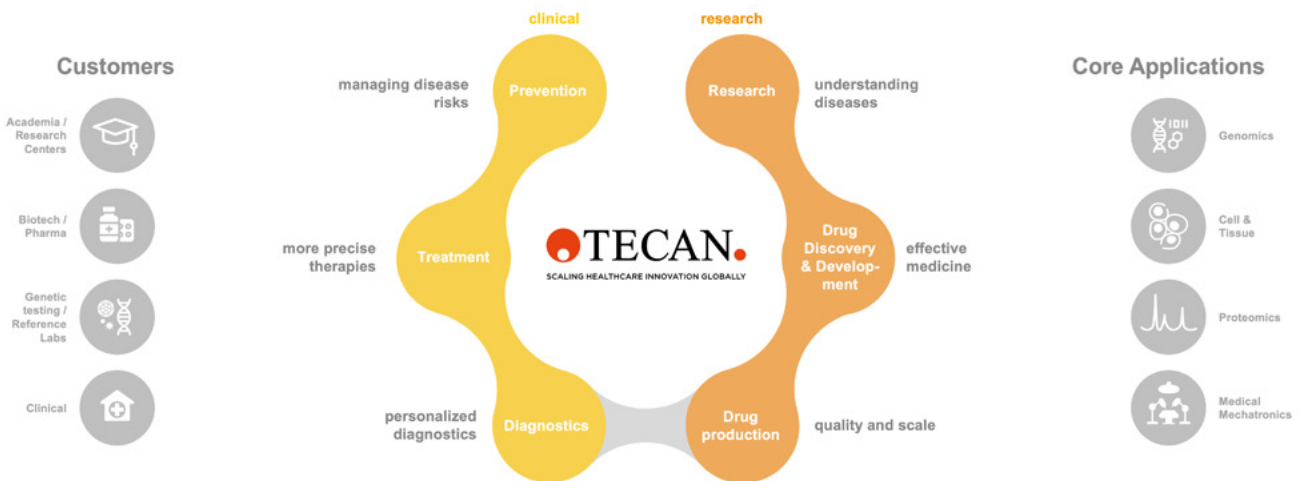 clinical
research
Customers
Academia /
Research
Centers
Biotech /
Pharma
Genetic
testing /
Reference
Labs
Clinical
managing disease
risks
Prevention
more precise
therapies
Treatment
personalized
diagnostics
Diagnostics
TECAN.
SCALING HEALTHCARE INNOVATION GLOBALLY
Research
understanding
diseases
Drug
Discovery
& Develop-
ment
effective
medicine
Drug
production
quality and scale
Core Applications
1011
Genomics
Cell &
Tissue
Proteomics
Medical
Mechatronics